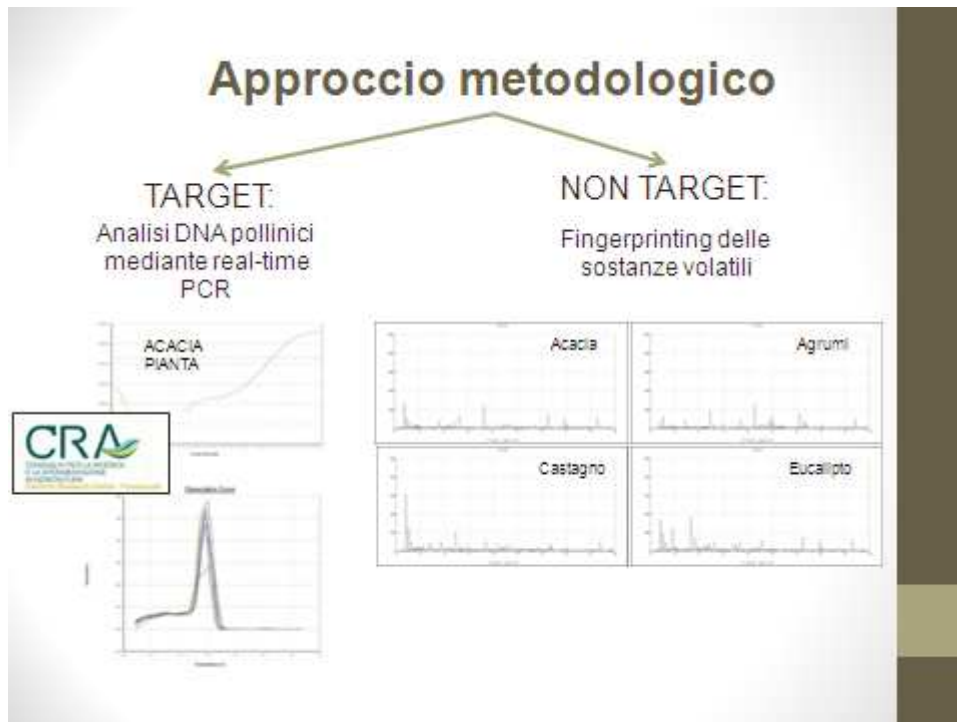 Approccio metodologico
TARGET:
Analisi DNA pollinici
mediante real-time
PCR
NON TARGET:
Fingerprinting delle
sostanze volatili
ACACIA
PIANTA
CRA
Acacia
Agrumi
Castagno
Eucalipto